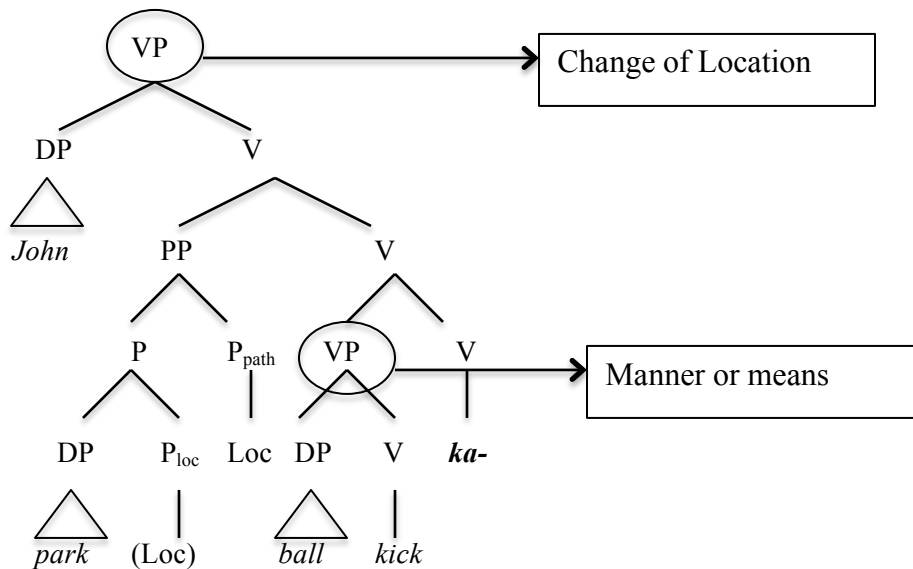 VP
Change of Location
DP V
John
PP V
P P_path VP V
Manner or means
DP P_loc Loc DP V ka-
park (Loc) ball kick